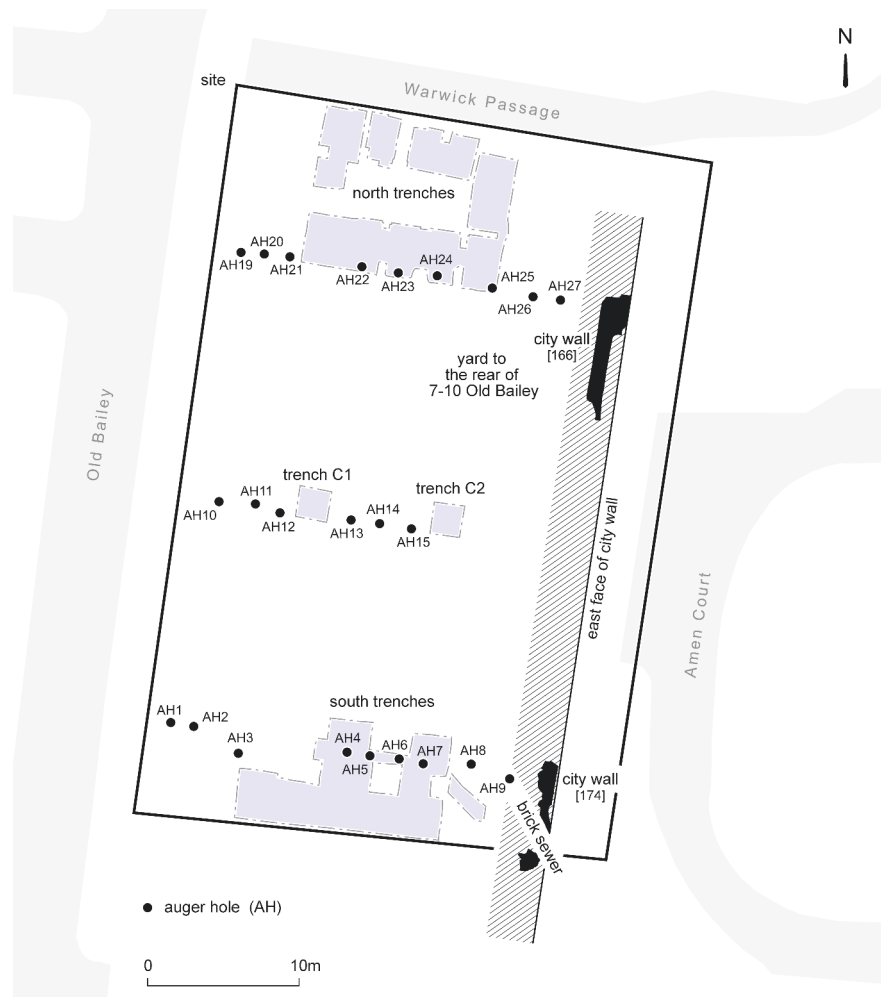 N
site
Warwick Passage
north trenches
AH19
AH20
AH21
AH22
AH23
AH24
AH25
AH26
AH27
city wall
[166]
yard to
the rear of
7-10 Old Bailey
Old Bailey
trench C1
trench C2
AH10
AH11
AH12
AH13
AH14
AH15
east face of city wall
Amen Court
south trenches
AH1
AH2
AH3
AH4
AH5
AH6
AH7
AH8
AH9
city wall
[174]
brick sewer
auger hole (AH)
0 10m